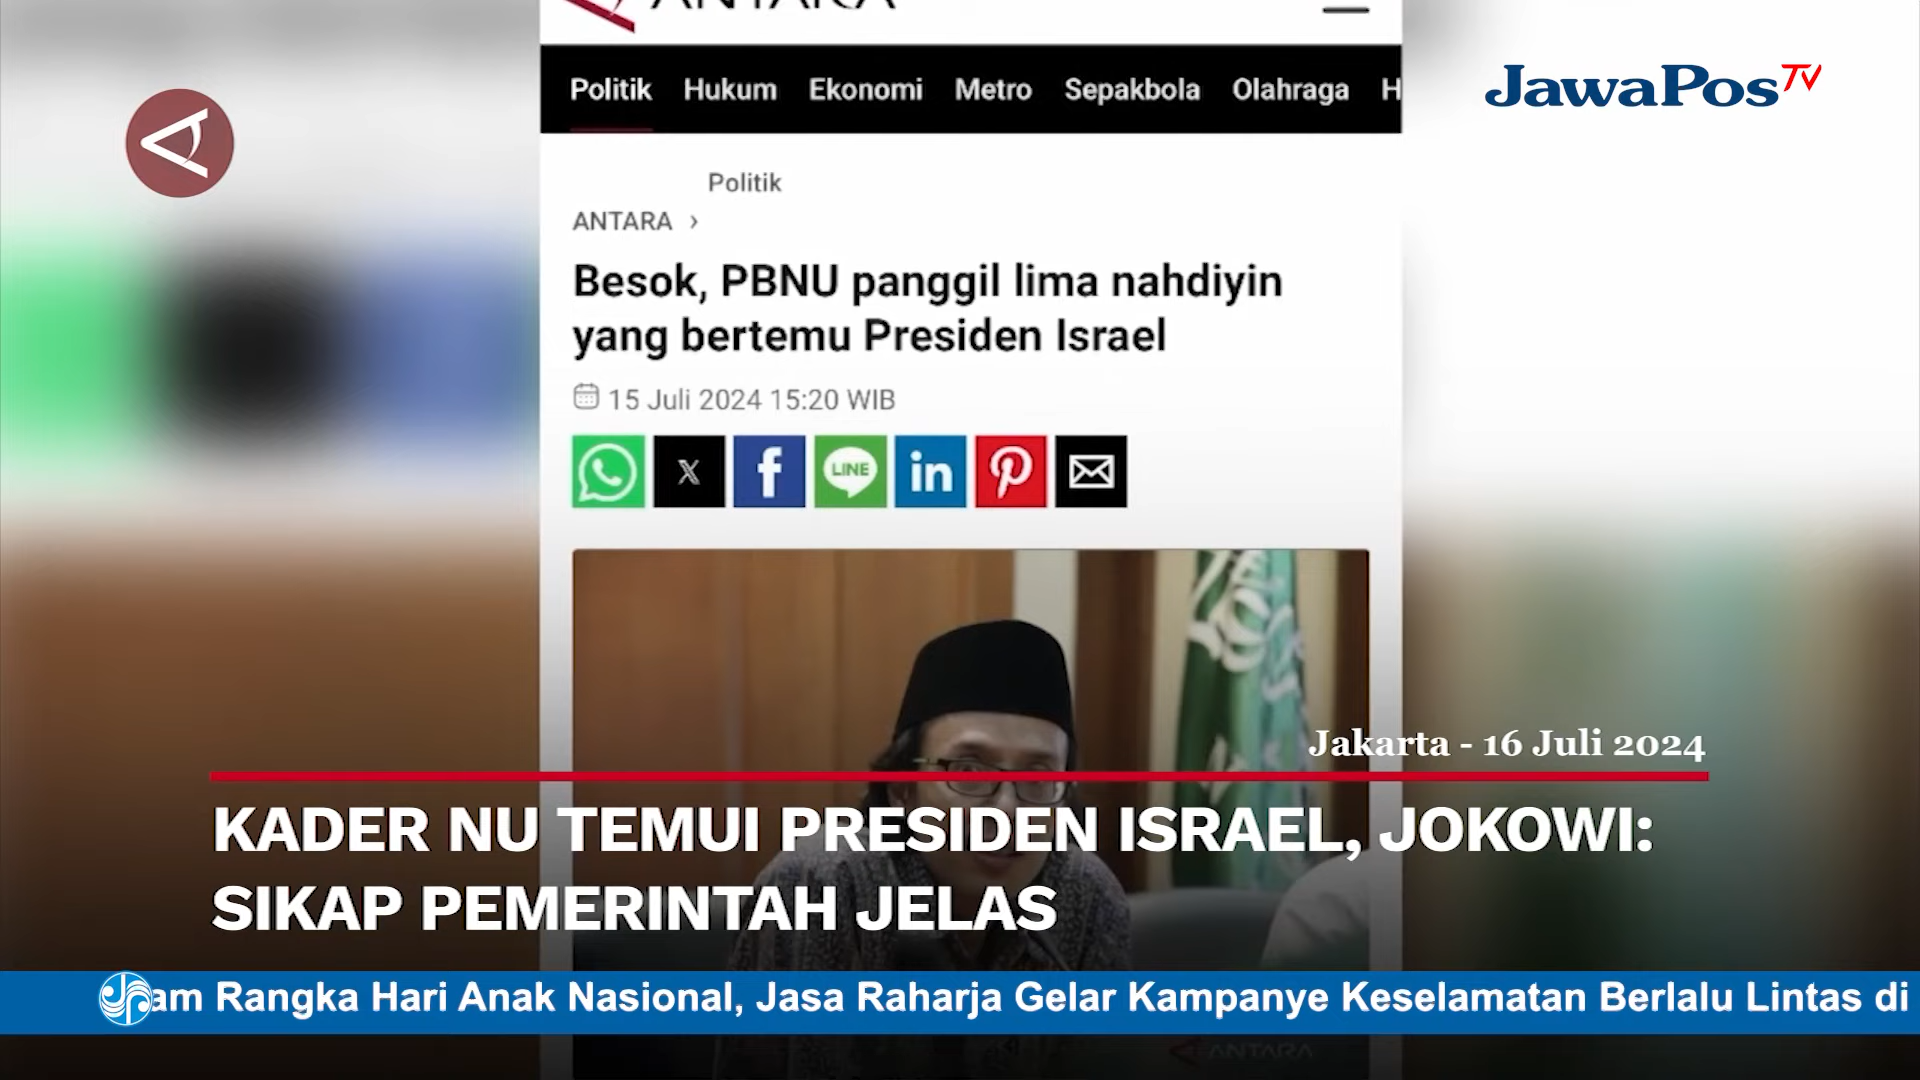 ANTARA
JawaPos TV
Politik Hukum Ekonomi Metro Sepakbola Olahraga H
Politik
ANTARA ›
Besok, PBNU panggil lima nahdiyin
yang bertemu Presiden Israel
15 Juli 2024 15:20 WIB
LINE
Jakarta - 16 Juli 2024
KADER NU TEMUI PRESIDEN ISRAEL, JOKOWI:
SIKAP PEMERINTAH JELAS
am Rangka Hari Anak Nasional, Jasa Raharja Gelar Kampanye Keselamatan Berlalu Lintas di
ANTARA